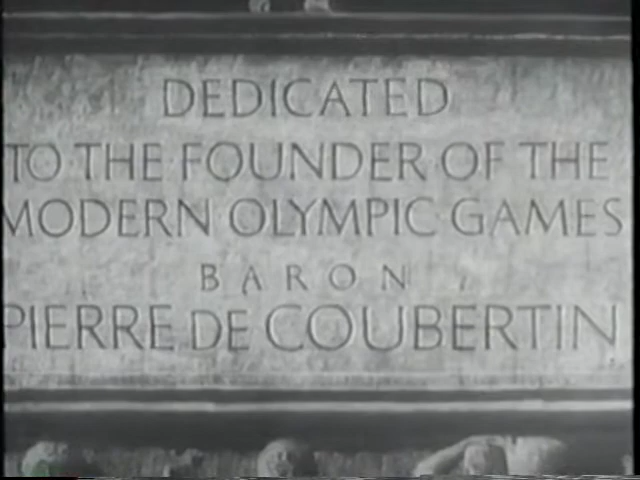 DEDICATED
TO THE FOUNDER OF THE
MODERN OLYMPIC GAMES
BARON
PIERRE DE COUBERTIN